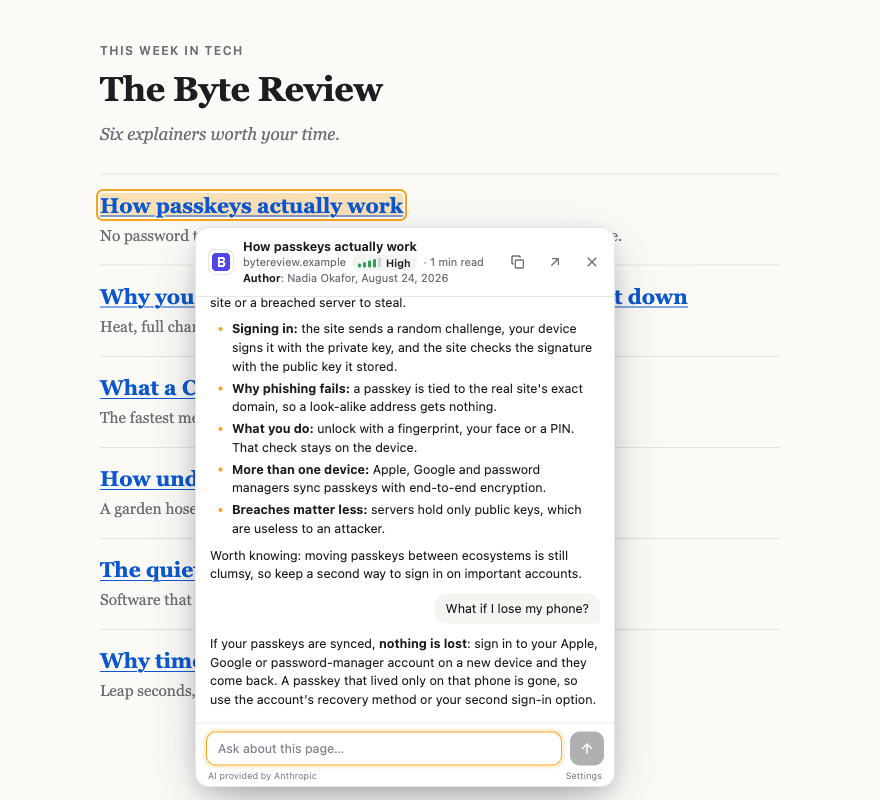 THIS WEEK IN TECH
The Byte Review
Six explainers worth your time.
How passkeys actually work
No password
Why you
t down
Heat, full
What a C
The fastest
How
A garden hose
The
Software that
Why
Leap seconds,
B
How passkeys actually work
bytereview.example High · 1 min read
Author: Nadia Okafor, August 24, 2026
site or a breached server to steal.
• Signing in: the site sends a random challenge, your device
signs it with the private key, and the site checks the signature
with the public key it stored.
• Why phishing fails: a passkey is tied to the real site's exact
domain, so a look-alike address gets nothing.
• What you do: unlock with a fingerprint, your face or a PIN.
That check stays on the device.
• More than one device: Apple, Google and password
managers sync passkeys with end-to-end encryption.
• Breaches matter less: servers hold only public keys, which
are useless to an attacker.
Worth knowing: moving passkeys between ecosystems is still
clumsy, so keep a second way to sign in on important accounts.
What if I lose my phone?
If your passkeys are synced, nothing is lost: sign in to your Apple,
Google or password-manager account on a new device and they
come back. A passkey that lived only on that phone is gone, so
use the account's recovery method or your second sign-in option.
Ask about this page…
AI provided by Anthropic
Settings